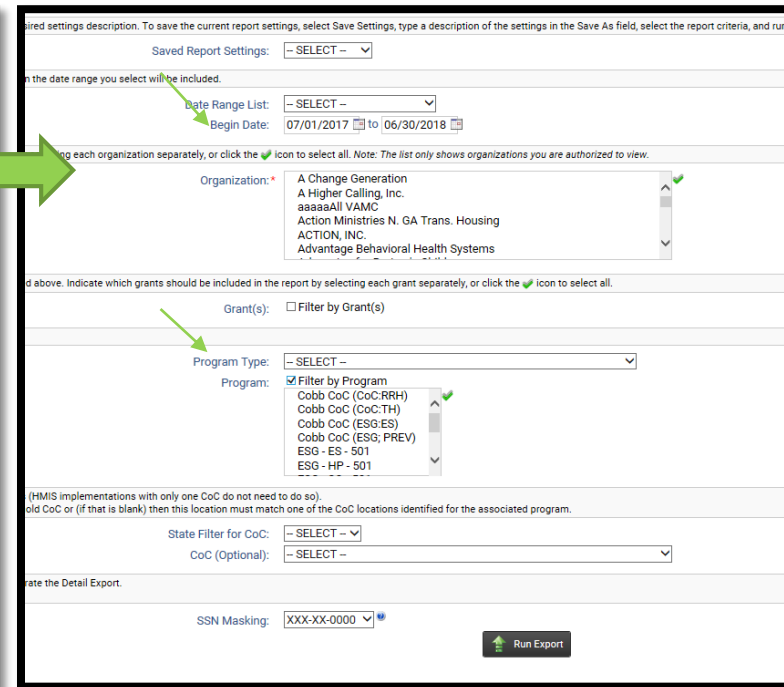 ired settings description. To save the current report settings, select Save Settings, type a description of the settings in the Save As field, select the report criteria, and run
Saved Report Settings: -- SELECT --
n the date range you select will be included.
Date Range List: -- SELECT --
Begin Date: 07/01/2017 to 06/30/2018
ing each organization separately, or click the icon to select all. Note: The list only shows organizations you are authorized to view.
Organization:*
A Change Generation
A Higher Calling, Inc.
aaaaaAll VAMC
Action Ministries N. GA Trans. Housing
ACTION, INC.
Advantage Behavioral Health Systems
d above. Indicate which grants should be included in the report by selecting each grant separately, or click the icon to select all.
Grant(s): Filter by Grant(s)
Program Type: -- SELECT --
Program: Filter by Program
Cobb CoC (CoC:RRH)
Cobb CoC (CoC:TH)
Cobb CoC (ESG:ES)
Cobb CoC (ESG; PREV)
ESG - ES - 501
ESG - HP - 501
(HMIS implementations with only one CoC do not need to do so).
old CoC or (if that is blank) then this location must match one of the CoC locations identified for the associated program.
State Filter for CoC: -- SELECT --
CoC (Optional): -- SELECT --
rate the Detail Export.
SSN Masking: XXX-XX-0000
Run Export